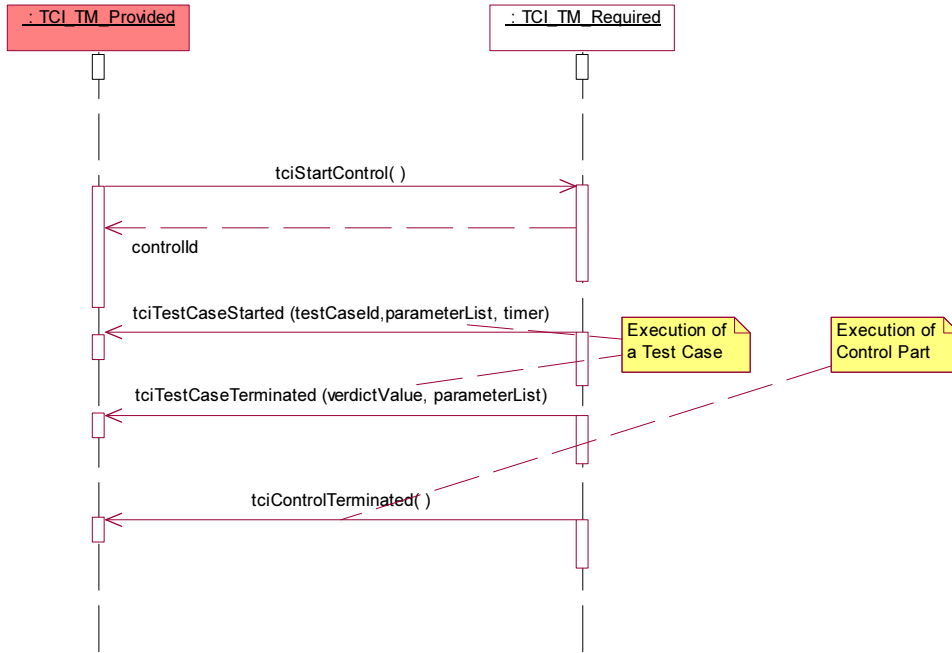 : TCI_TM_Provided
: TCI_TM_Required
tciStartControl( )
controlId
tciTestCaseStarted (testCaseId,parameterList, timer)
Execution of
a Test Case
Execution of
Control Part
tciTestCaseTerminated (verdictValue, parameterList)
tciControlTerminated( )